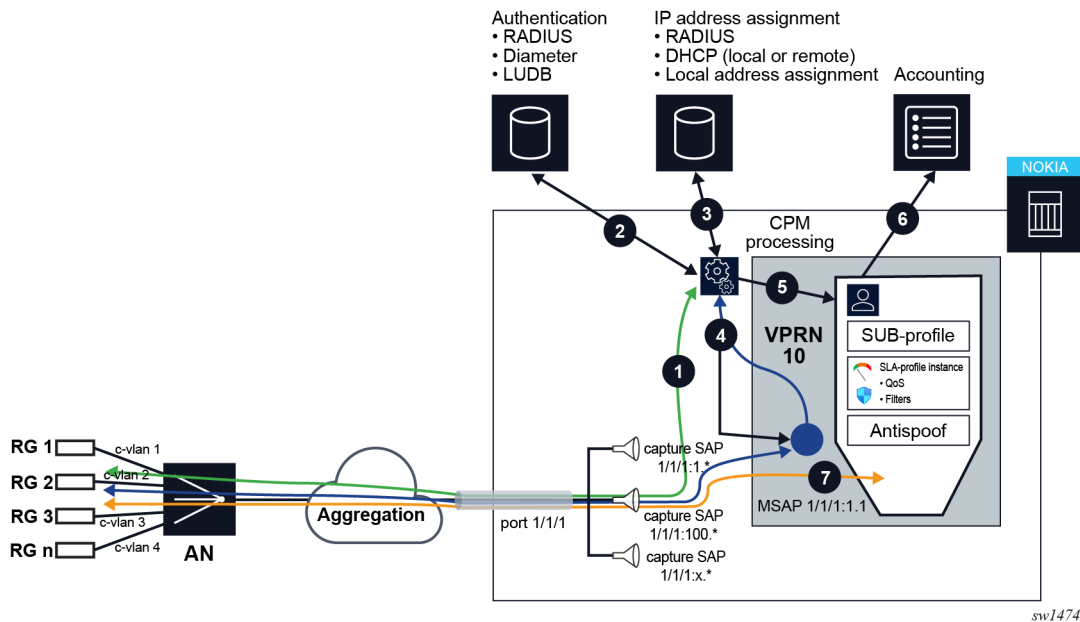 Authentication
• RADIUS
• Diameter
• LUDB
IP address assignment
• RADIUS
• DHCP (local or remote)
• Local address assignment
Accounting
NOKIA
2
3
6
CPM
processing
5
4
1
VPRN
10
SUB-profile
SLA-profile instance
• QoS
• Filters
Antispoof
7
MSAP 1/1/1:1.1
RG 1
c-vlan 1
RG 2
c-vlan 2
RG 3
c-vlan 3
RG n
c-vlan 4
AN
Aggregation
port 1/1/1
capture SAP
1/1/1:1.*
capture SAP
1/1/1:100.*
capture SAP
1/1/1:x.*
sw1474